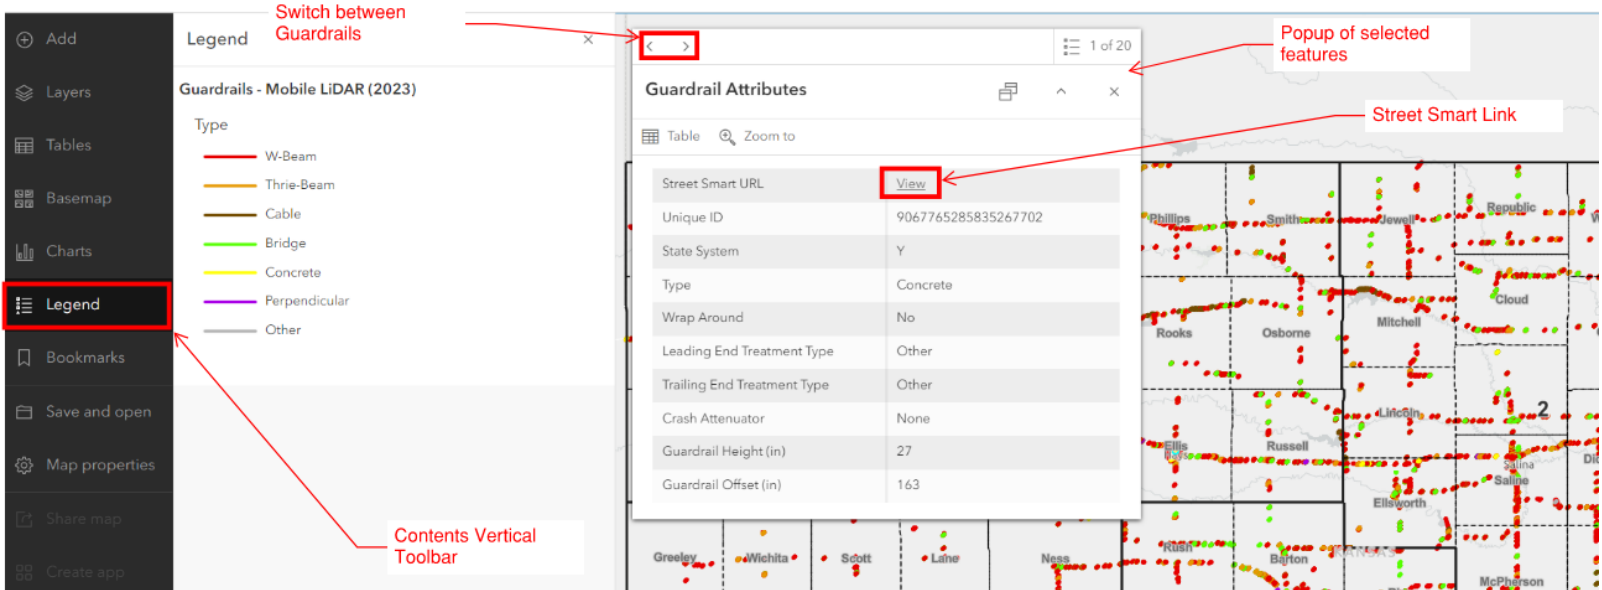 Switch between
Guardrails
Add
Layers
Tables
Basemap
Charts
Legend
Bookmarks
Save and open
Map properties
Share map
Create app
Legend
Guardrails - Mobile LiDAR (2023)
Type
W-Beam
Thrie-Beam
Cable
Bridge
Concrete
Perpendicular
Other
Contents Vertical
Toolbar
1 of 20
Guardrail Attributes
Table Zoom to
Street Smart URL View
Unique ID 9067765285835267702
State System Y
Type Concrete
Wrap Around No
Leading End Treatment Type Other
Trailing End Treatment Type Other
Crash Attenuator None
Guardrail Height (in) 27
Guardrail Offset (in) 163
Popup of selected
features
Street Smart Link
Phillips Smith Jewell Republic
Rooks Osborne Mitchell Cloud
Lincoln 2
Ellis
Hays
Russell
Salina
Saline
Ellsworth
Greeley Wichita Scott Lane Ness Rush Barton KANSAS
McPherson